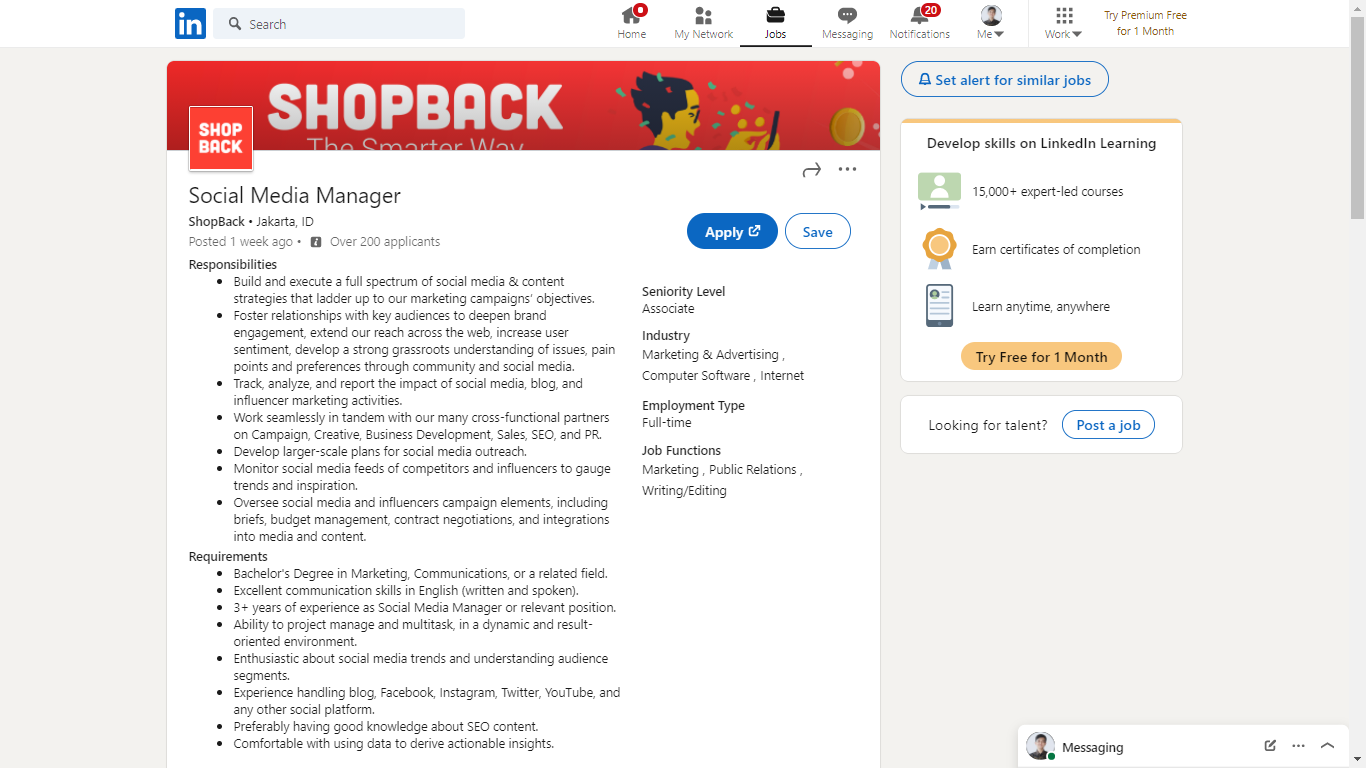 in
Search
Home
My Network
Jobs
Messaging
20
Notifications
Me
Work
Try Premium Free
for 1 Month
SHOPBACK
The Smarter Way
SHOP
BACK
Social Media Manager
ShopBack • Jakarta, ID
Posted 1 week ago • Over 200 applicants
Apply
Save
Responsibilities
• Build and execute a full spectrum of social media & content
strategies that ladder up to our marketing campaigns’ objectives.
• Foster relationships with key audiences to deepen brand
engagement, extend our reach across the web, increase user
sentiment, develop a strong grassroots understanding of issues, pain
points and preferences through community and social media.
• Track, analyze, and report the impact of social media, blog, and
influencer marketing activities.
• Work seamlessly in tandem with our many cross-functional partners
on Campaign, Creative, Business Development, Sales, SEO, and PR.
• Develop larger-scale plans for social media outreach.
• Monitor social media feeds of competitors and influencers to gauge
trends and inspiration.
• Oversee social media and influencers campaign elements, including
briefs, budget management, contract negotiations, and integrations
into media and content.
Requirements
• Bachelor's Degree in Marketing, Communications, or a related field.
• Excellent communication skills in English (written and spoken).
• 3+ years of experience as Social Media Manager or relevant position.
• Ability to project manage and multitask, in a dynamic and result-
oriented environment.
• Enthusiastic about social media trends and understanding audience
segments.
• Experience handling blog, Facebook, Instagram, Twitter, YouTube, and
any other social platform.
• Preferably having good knowledge about SEO content.
• Comfortable with using data to derive actionable insights.
Seniority Level
Associate
Industry
Marketing & Advertising ,
Computer Software , Internet
Employment Type
Full-time
Job Functions
Marketing , Public Relations ,
Writing/Editing
Set alert for similar jobs
Develop skills on LinkedIn Learning
15,000+ expert-led courses
Earn certificates of completion
Learn anytime, anywhere
Try Free for 1 Month
Looking for talent?
Post a job
Messaging